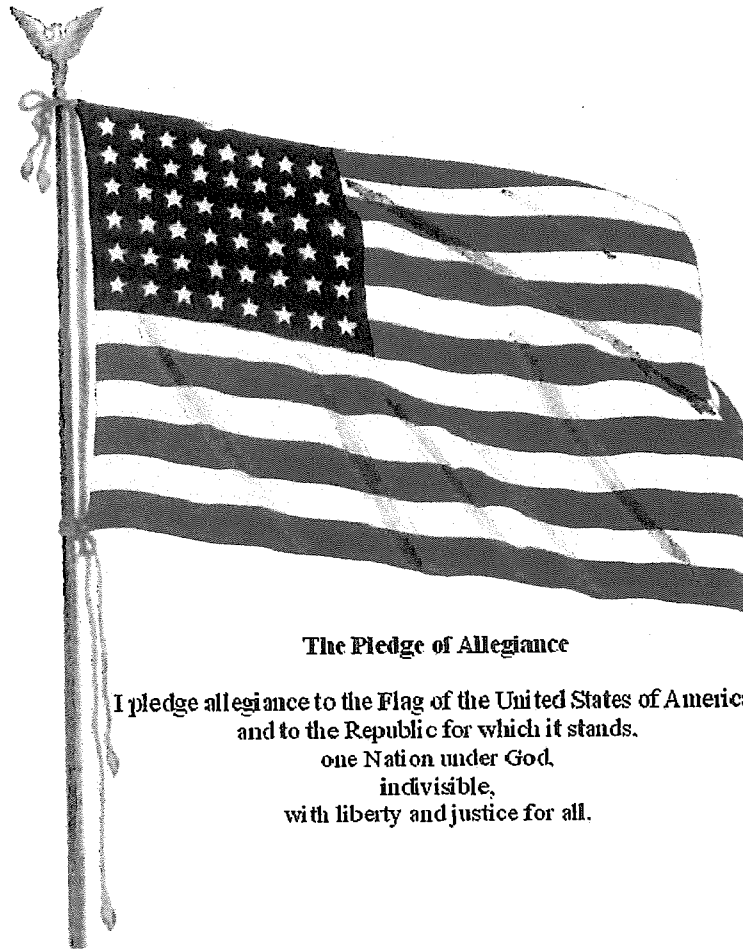 The Pledge of Allegiance
I pledge allegiance to the Flag of the United States of America
and to the Republic for which it stands.
one Nation under God,
indivisible,
with liberty and justice for all.